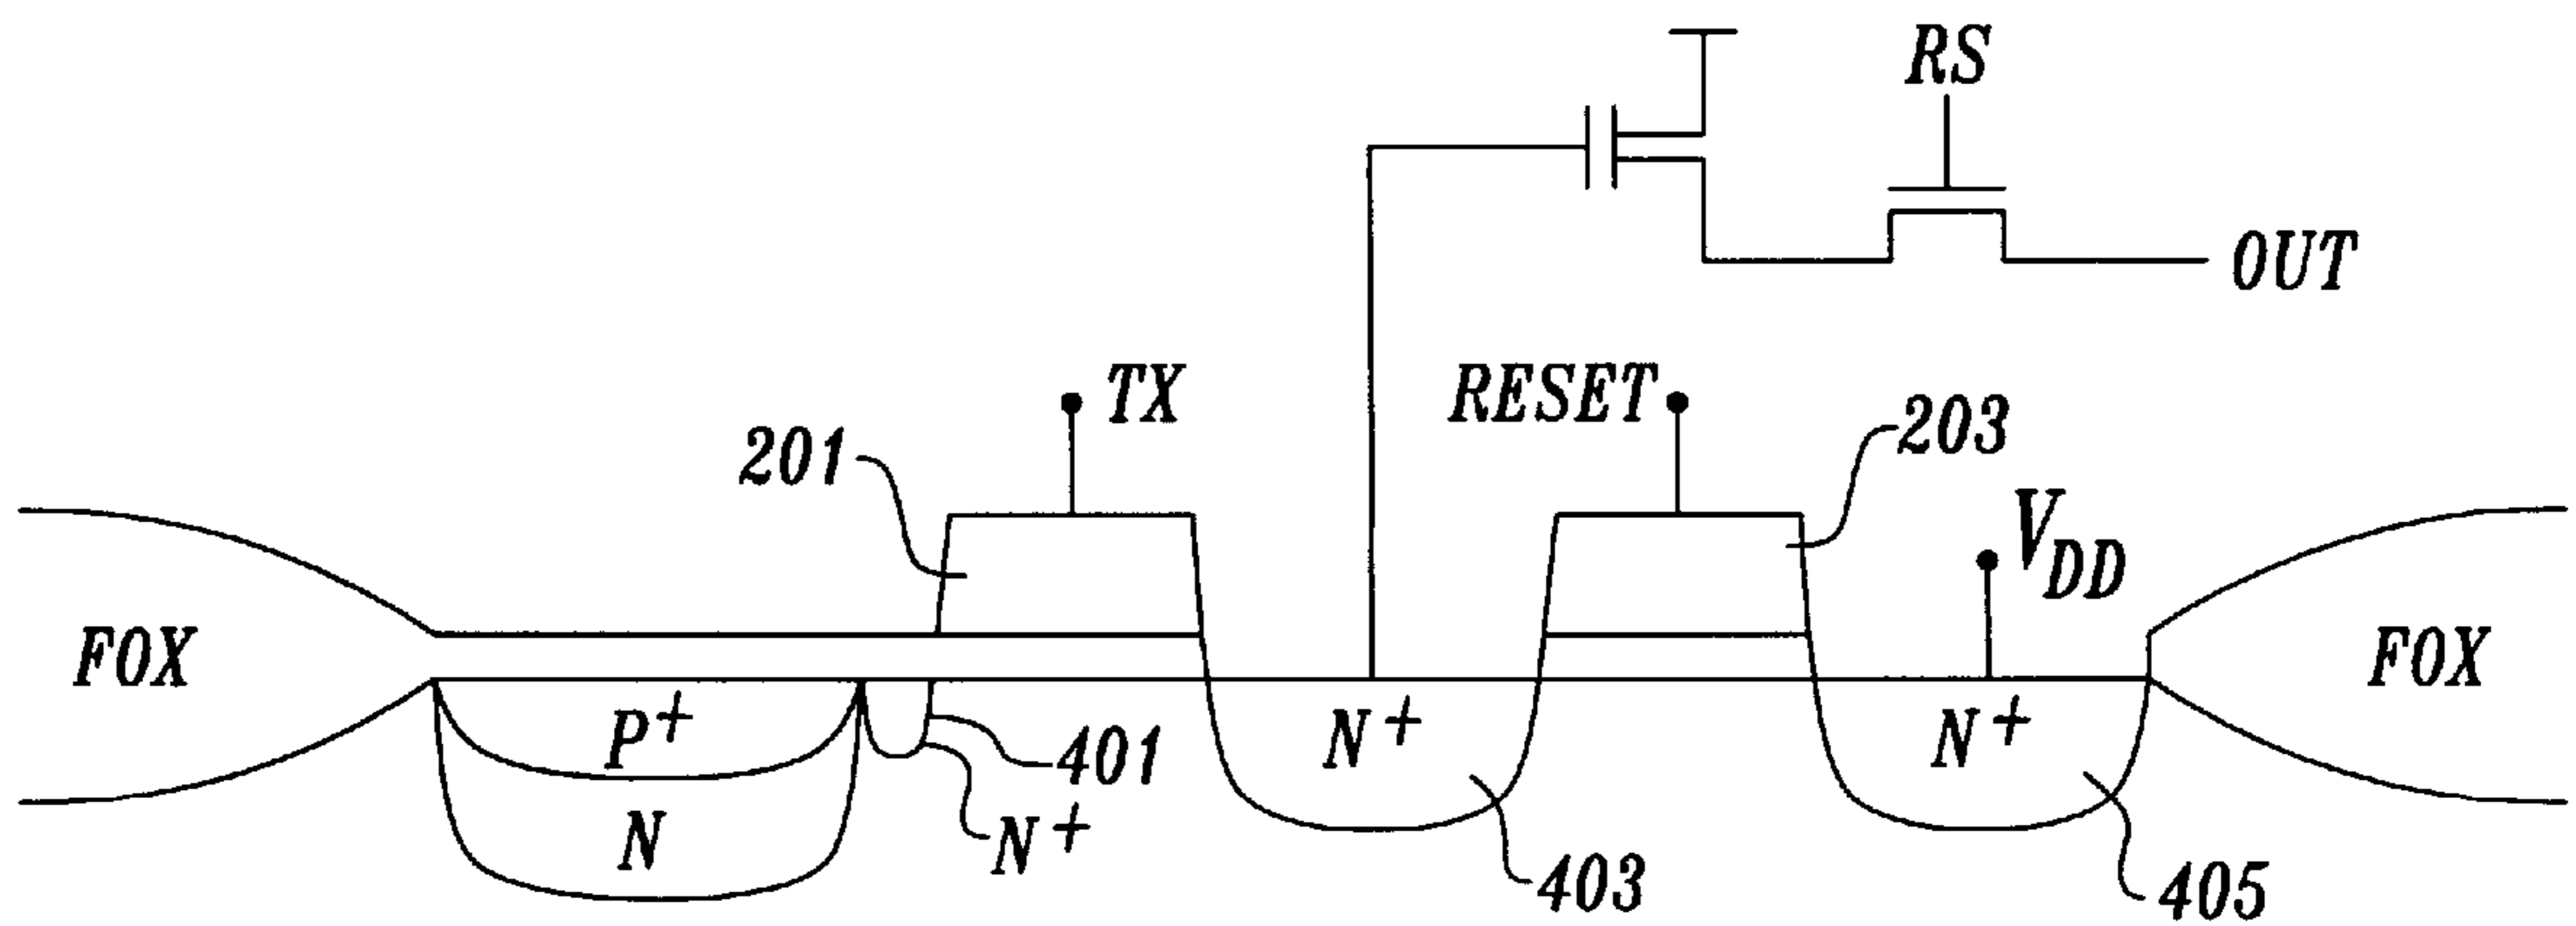 RS
OUT
TX
RESET
201
203
V_DD
FOX
FOX
P+
N+
N+
401
N
N+
403
405